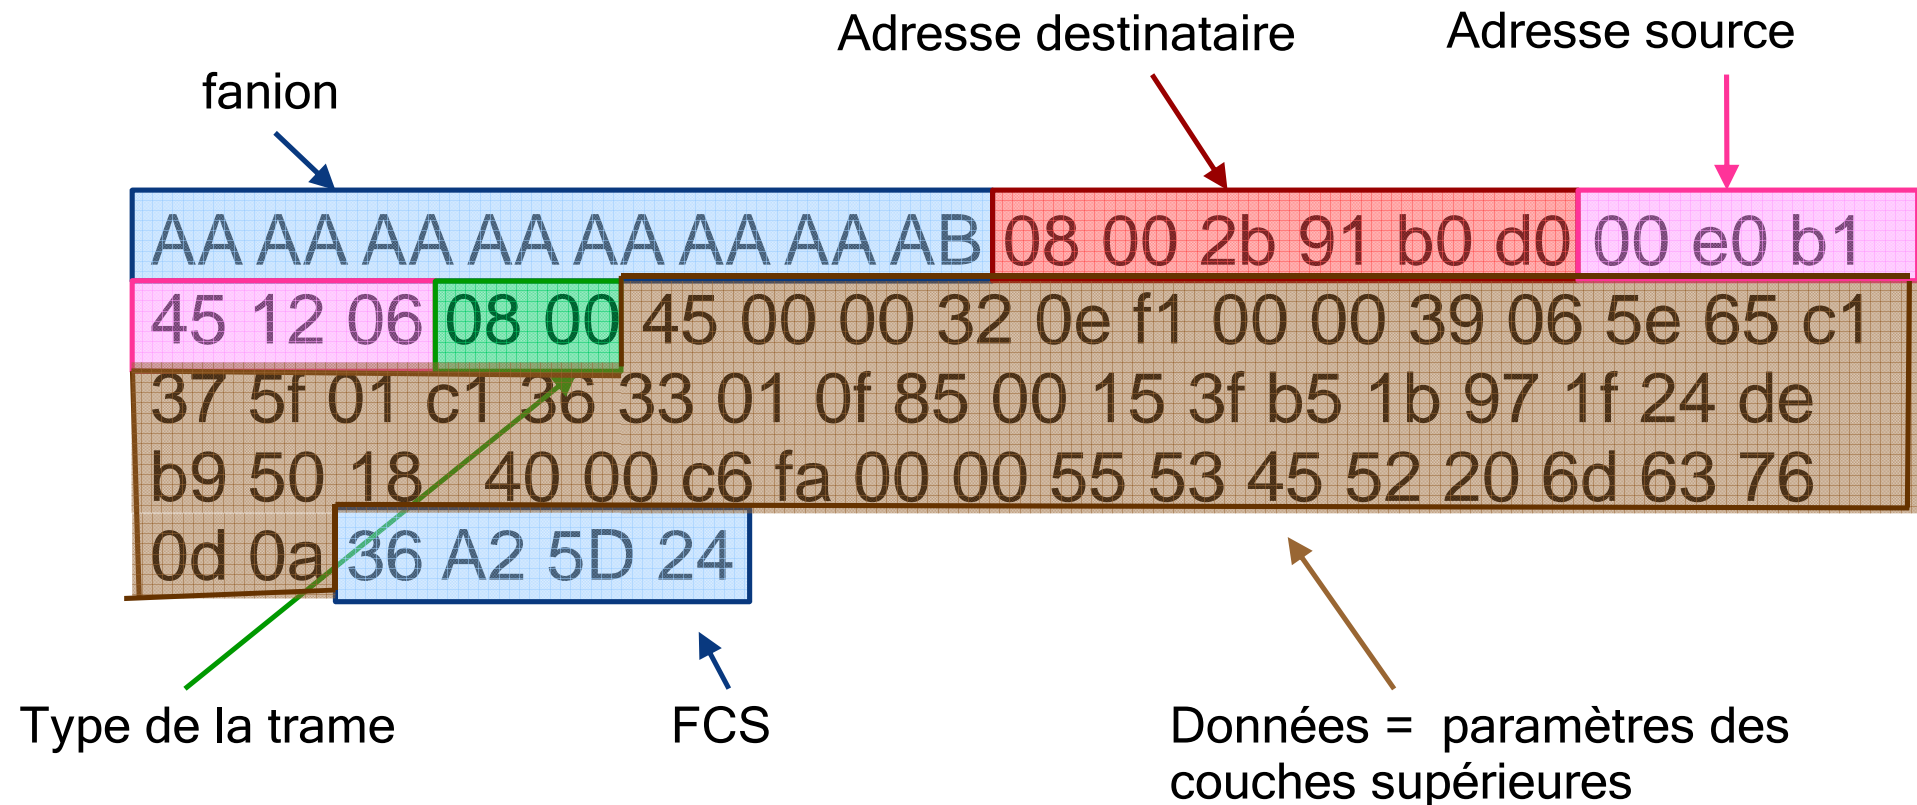 Adresse destinataire
Adresse source
fanion
AA AA AA AA AA AA AA AB 08 00 2b 91 b0 d0 00 e0 b1
45 12 06 08 00 45 00 00 32 0e f1 00 00 39 06 5e 65 c1
37 5f 01 c1 36 33 01 0f 85 00 15 3f b5 1b 97 1f 24 de
b9 50 18 40 00 c6 fa 00 00 55 53 45 52 20 6d 63 76
0d 0a 36 A2 5D 24
Type de la trame
FCS
Données = paramètres des
couches supérieures